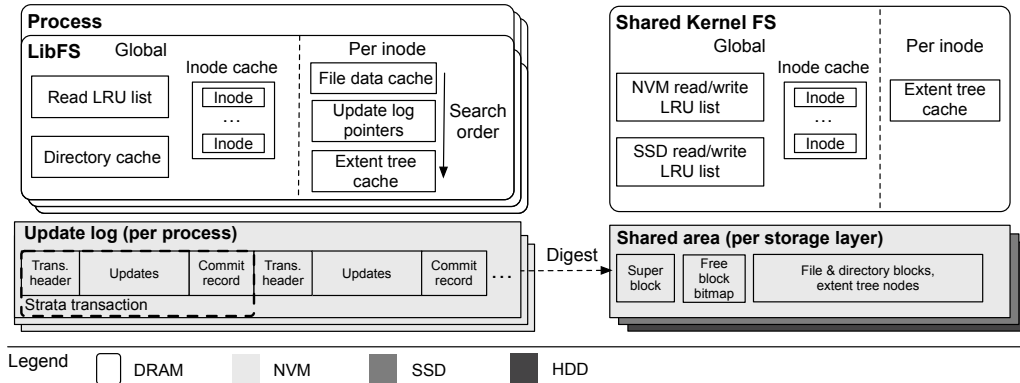 Process
LibFS Global
Per inode
Read LRU list
Directory cache
Inode cache
Inode
...
Inode
File data cache
Update log
pointers
Extent tree
cache
Search
order
Shared Kernel FS
Global
Per inode
NVM read/write
LRU list
SSD read/write
LRU list
Inode cache
Inode
...
Inode
Extent tree
cache
Update log (per process)
Trans.
header
Updates
Commit
record
Trans.
header
Updates
Commit
record
...
Strata transaction
Digest
Shared area (per storage layer)
Super
block
Free
block
bitmap
File & directory blocks,
extent tree nodes
Legend
DRAM
NVM
SSD
HDD